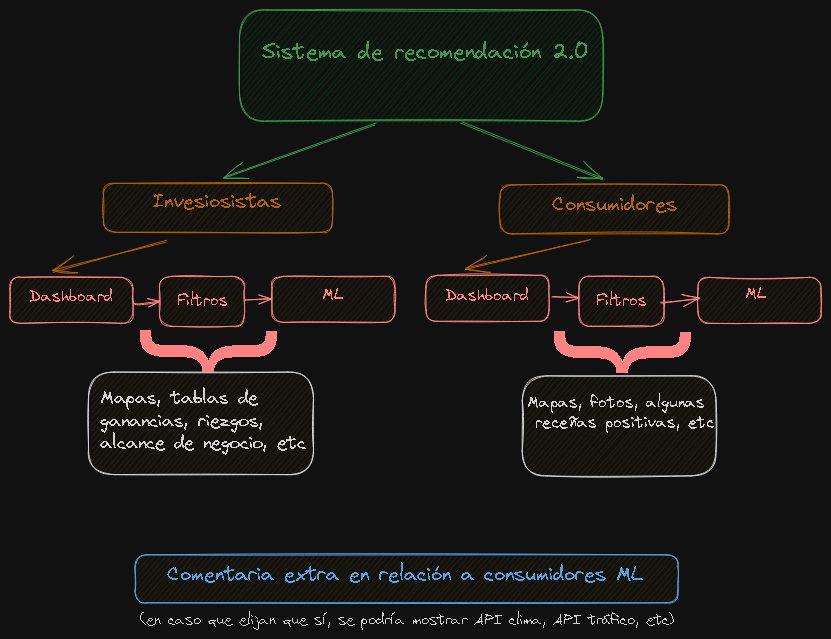 Sistema de recomendación 2.0
Invesiosistas
Consumidores
Dashboard
Filtros
ML
Dashboard
Filtros
ML
Mapas, tablas de
ganancias, riezgos,
alcance de negocio, etc
Mapas, fotos, algunas
receñas positivas, etc
Comentaria extra en relación a consumidores ML
(en caso que elijan que sí, se podría mostrar API clima, API tráfico, etc)